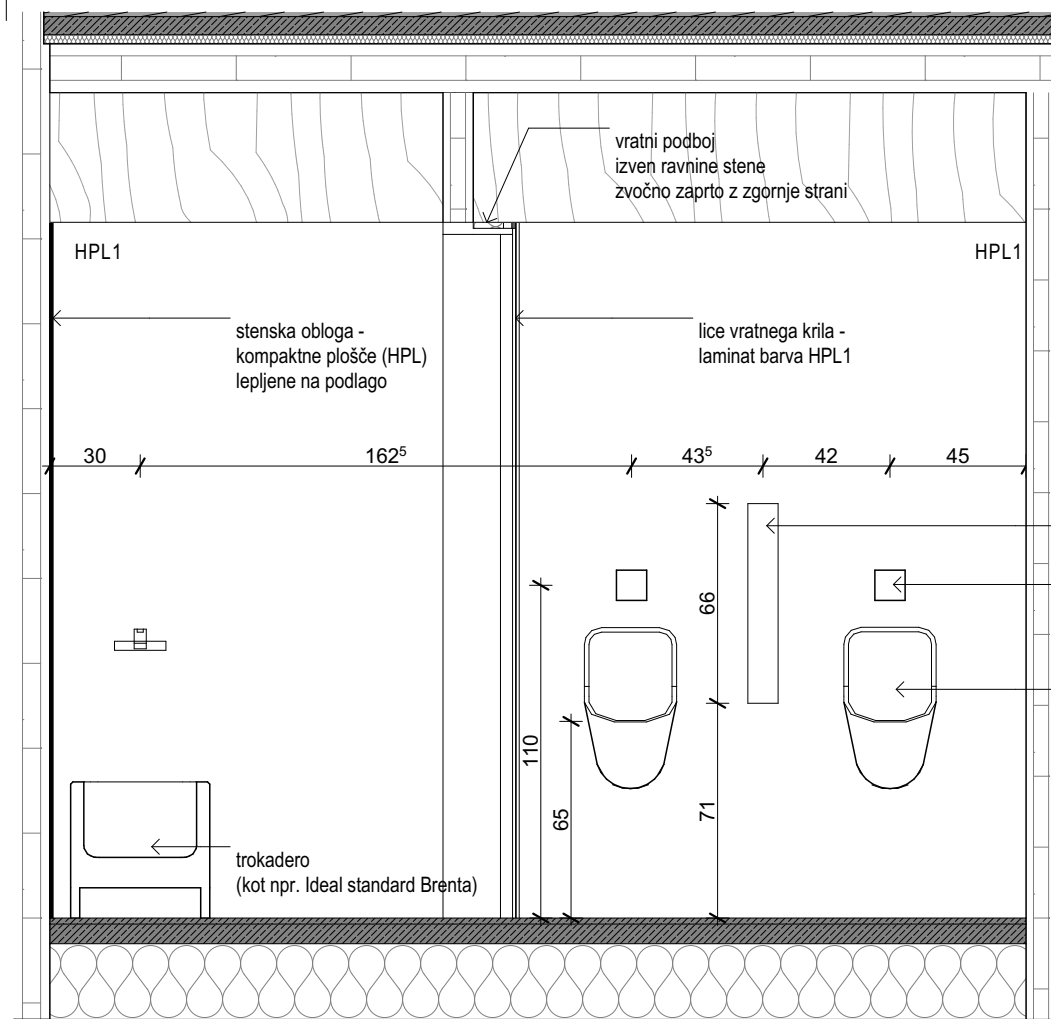 vratni podboj
izven ravnine stene
zvočno zaprto z zgornje strani
HPL1
HPL1
stenska obloga -
kompaktne plošče (HPL)
lepljene na podlago
lice vratnega krila -
laminat barva HPL1
30
162⁵
43⁵
42
45
66
110
65
71
trokadero
(kot npr. Ideal standard Brenta)